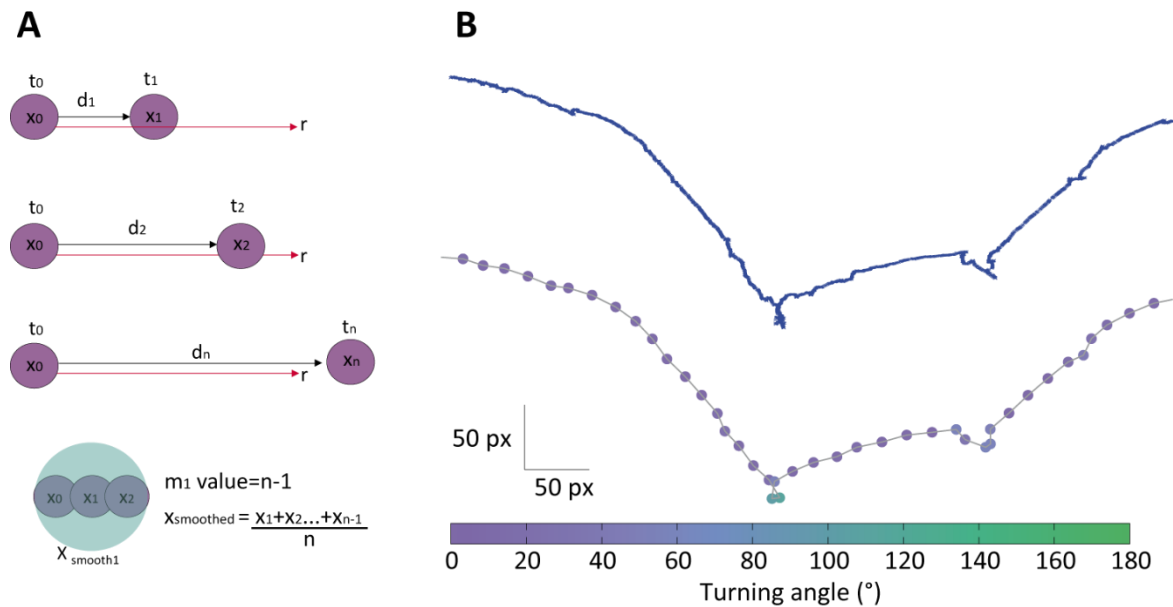 A
t0 t1
d1
x0 x1 r
t0 t2
d2
x0 x2 r
t0 tn
dn
x0 xn r
x0 x1 x2
X smooth1
m1 value=n-1
xsmoothed = x1+x2...+xn-1
n
B
50 px
50 px
0 20 40 60 80 100 120 140 160 180
Turning angle (°)